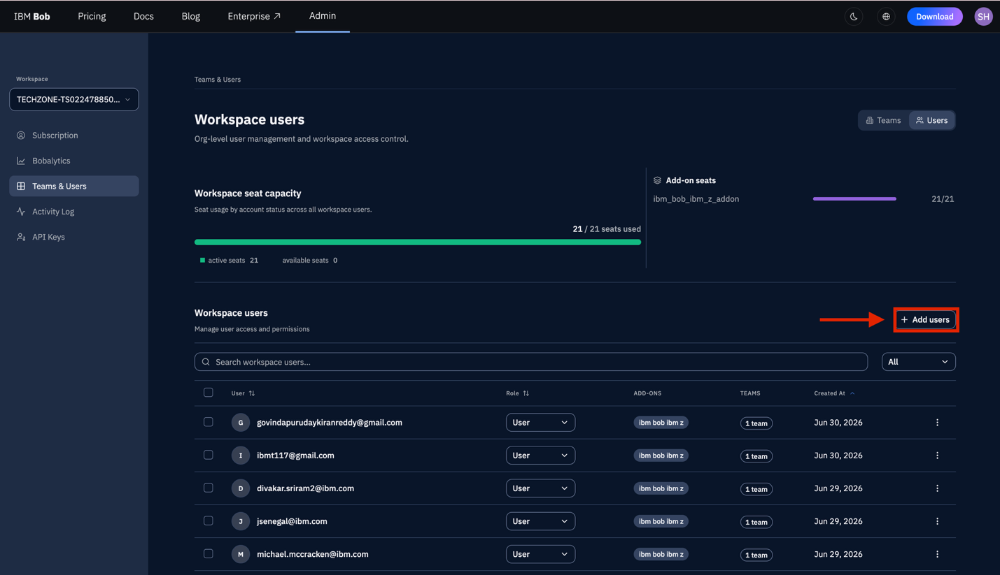 IBM Bob Pricing Docs Blog Enterprise ↗ Admin Download SH
Workspace
TECHZONE-TS022478850...
Subscription
Bobalytics
Teams & Users
Activity Log
API Keys
Teams & Users
Workspace users
Org-level user management and workspace access control.
Teams Users
Workspace seat capacity
Seat usage by account status across all workspace users.
21 / 21 seats used
active seats 21 available seats 0
Add-on seats
ibm_bob_ibm_z_addon 21/21
Workspace users
Manage user access and permissions
+ Add users
Search workspace users... All
User Role ADD-ONS TEAMS Created At
G govindapurudaykiranreddy@gmail.com User ibm bob ibm z 1 team Jun 30, 2026
I ibmt117@gmail.com User ibm bob ibm z 1 team Jun 30, 2026
D divakar.sriram2@ibm.com User ibm bob ibm z 1 team Jun 29, 2026
J jsenegal@ibm.com User ibm bob ibm z 1 team Jun 29, 2026
M michael.mccracken@ibm.com User ibm bob ibm z 1 team Jun 29, 2026